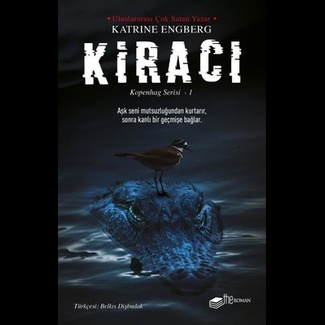 • Uluslararası Çok Satan Yazar •
KATRINE ENGBERG
KiRACI
Kopenhag Serisi - 1
Aşk seni mutsuzluğundan kurtarır,
sonra kanlı bir geçmişe bağlar.
Türkçesi: Belkıs Dişbudak
the ROMAN